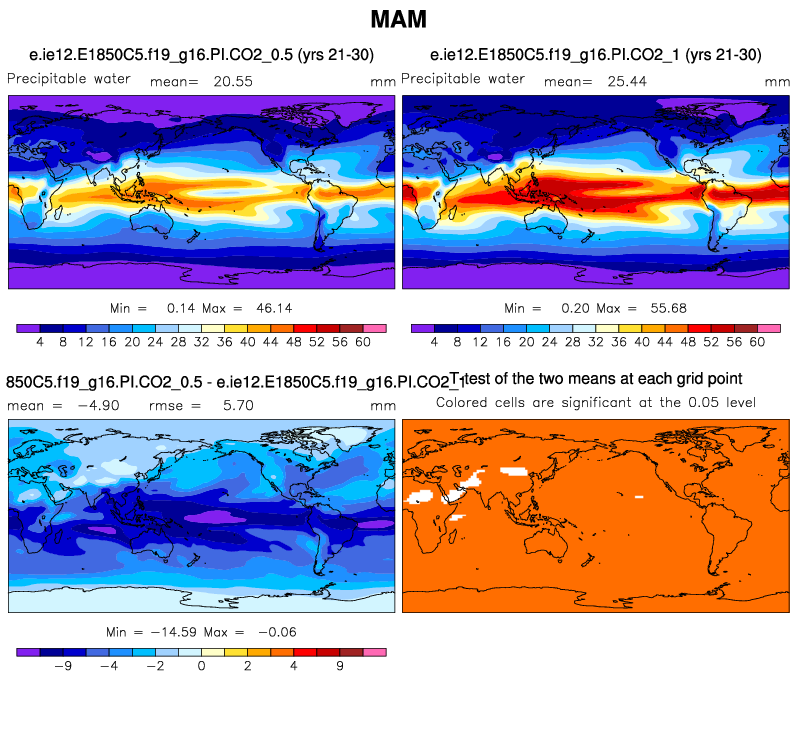 MAM
e.ie12.E1850C5.f19_g16.PI.CO2_0.5 (yrs 21-30)
Precipitable water mean= 20.55 mm
Min = 0.14 Max = 46.14
4 8 12 16 20 24 28 32 36 40 44 48 52 56 60
e.ie12.E1850C5.f19_g16.PI.CO2_1 (yrs 21-30)
Precipitable water mean= 25.44 mm
Min = 0.20 Max = 55.68
4 8 12 16 20 24 28 32 36 40 44 48 52 56 60
850C5.f19_g16.PI.CO2_0.5 - e.ie12.E1850C5.f19_g16.PI.CO2_1
mean = −4.90 rmse = 5.70 mm
Min = −14.59 Max = −0.06
−9 −4 −2 0 2 4 9
T-test of the two means at each grid point
Colored cells are significant at the 0.05 level